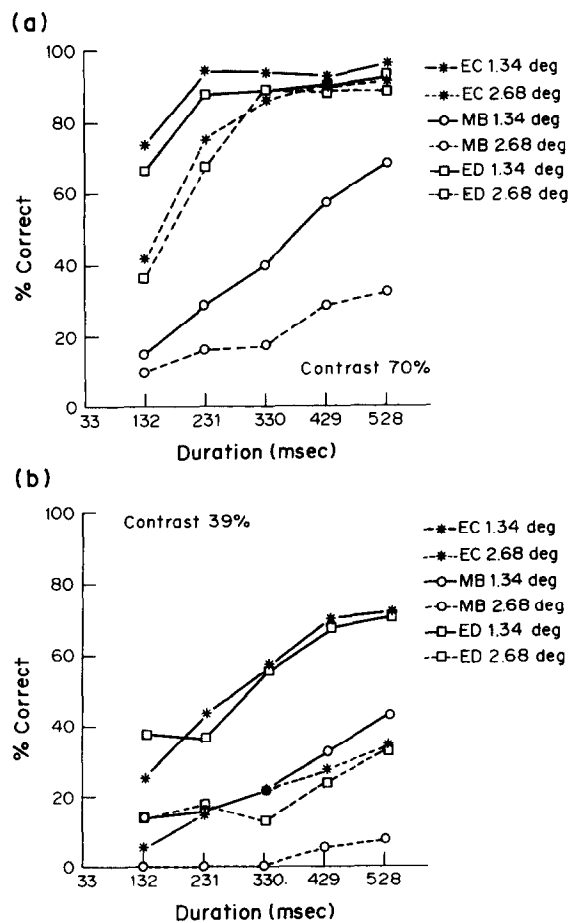 (a)
100
80
60
40
20
0
% Correct
33 132 231 330 429 528
Duration (msec)
Contrast 70%
EC 1.34 deg
EC 2.68 deg
MB 1.34 deg
MB 2.68 deg
ED 1.34 deg
ED 2.68 deg
(b)
Contrast 39%
100
80
60
40
20
0
% Correct
33 132 231 330. 429 528
Duration (msec)
EC 1.34 deg
EC 2.68 deg
MB 1.34 deg
MB 2.68 deg
ED 1.34 deg
ED 2.68 deg